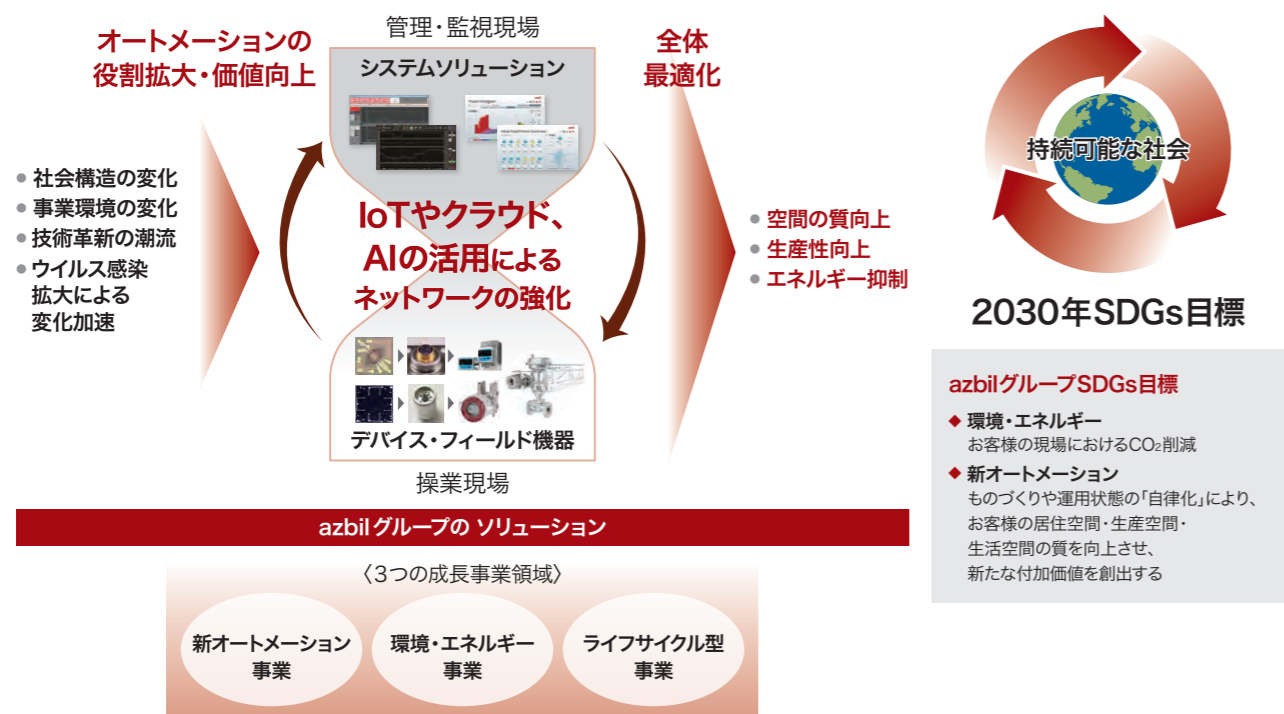 オートメーションの
役割拡大・価値向上
● 社会構造の変化
● 事業環境の変化
● 技術革新の潮流
● ウイルス感染
拡大による
変化加速
管理・監視現場
システムソリューション
IoTやクラウド、
AIの活用による
ネットワークの強化
デバイス・フィールド機器
操業現場
全体
最適化
● 空間の質向上
● 生産性向上
● エネルギー抑制
azbilグループの ソリューション
〈3つの成長事業領域〉
新オートメーション
事業
環境・エネルギー
事業
ライフサイクル型
事業
持続可能な社会
2030年SDGs目標
azbilグループSDGs目標
◆ 環境・エネルギー
お客様の現場におけるCO₂削減
◆ 新オートメーション
ものづくりや運用状態の「自律化」により、
お客様の居住空間・生産空間・
生活空間の質を向上させ、
新たな付加価値を創出する